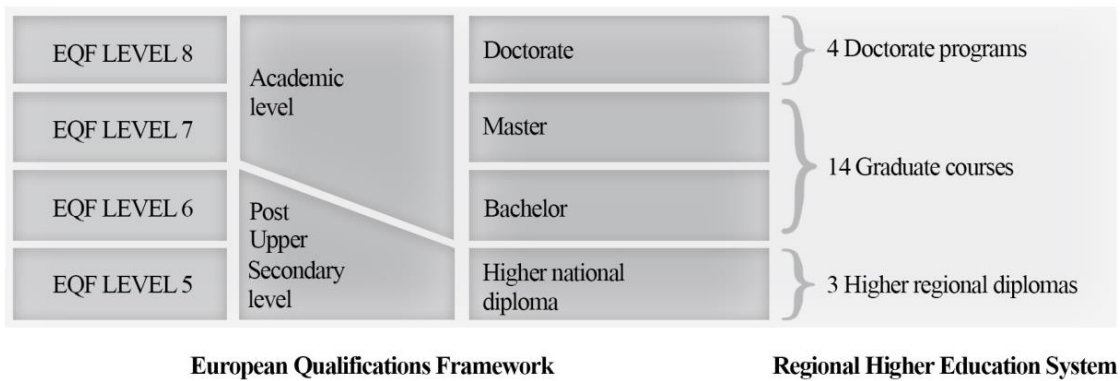 EQF LEVEL 8
EQF LEVEL 7
EQF LEVEL 6
EQF LEVEL 5
Academic
level
Post
Upper
Secondary
level
Doctorate
Master
Bachelor
Higher national
diploma
4 Doctorate programs
14 Graduate courses
3 Higher regional diplomas
European Qualifications Framework
Regional Higher Education System